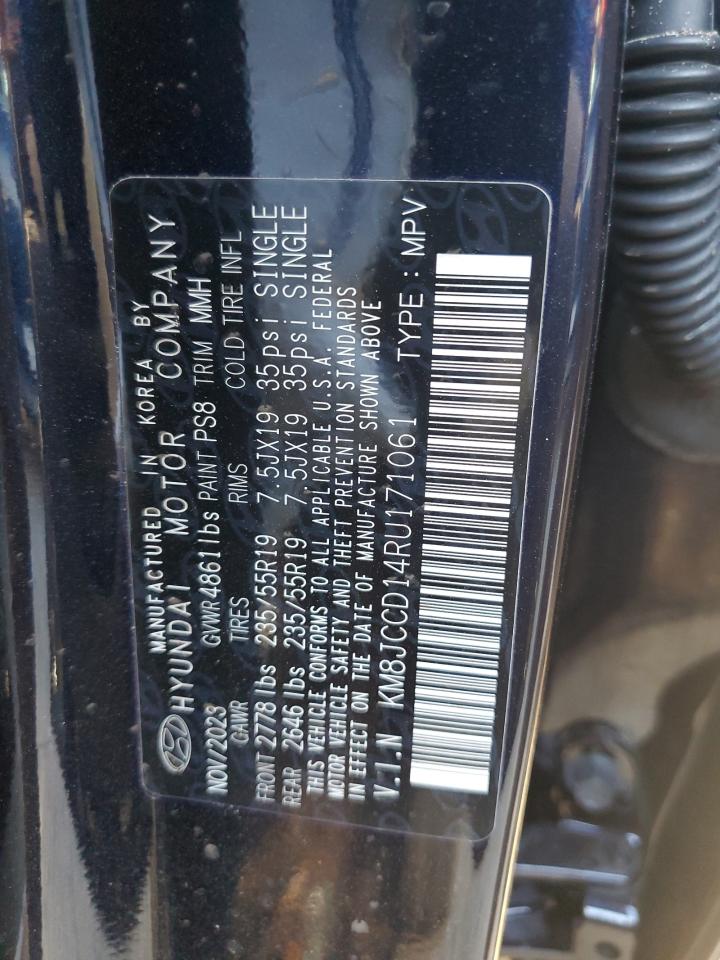 MANUFACTURED IN KOREA BY
HYUNDAI MOTOR COMPANY
NOV/2023 GVWR 4861 lbs PAINT PS8 TRIM MMH
GAWR TIRES RIMS COLD TIRE INFL
FRONT 2778 lbs 235/55R19 7.5JX19 35psi SINGLE
REAR 2646 lbs 235/55R19 7.5JX19 35psi SINGLE
THIS VEHICLE CONFORMS TO ALL APPLICABLE U.S.A. FEDERAL
MOTOR VEHICLE SAFETY AND THEFT PREVENTION STANDARDS
IN EFFECT ON THE DATE OF MANUFACTURE SHOWN ABOVE
V.I.N KM8JCCD14RU171061 TYPE : MPV